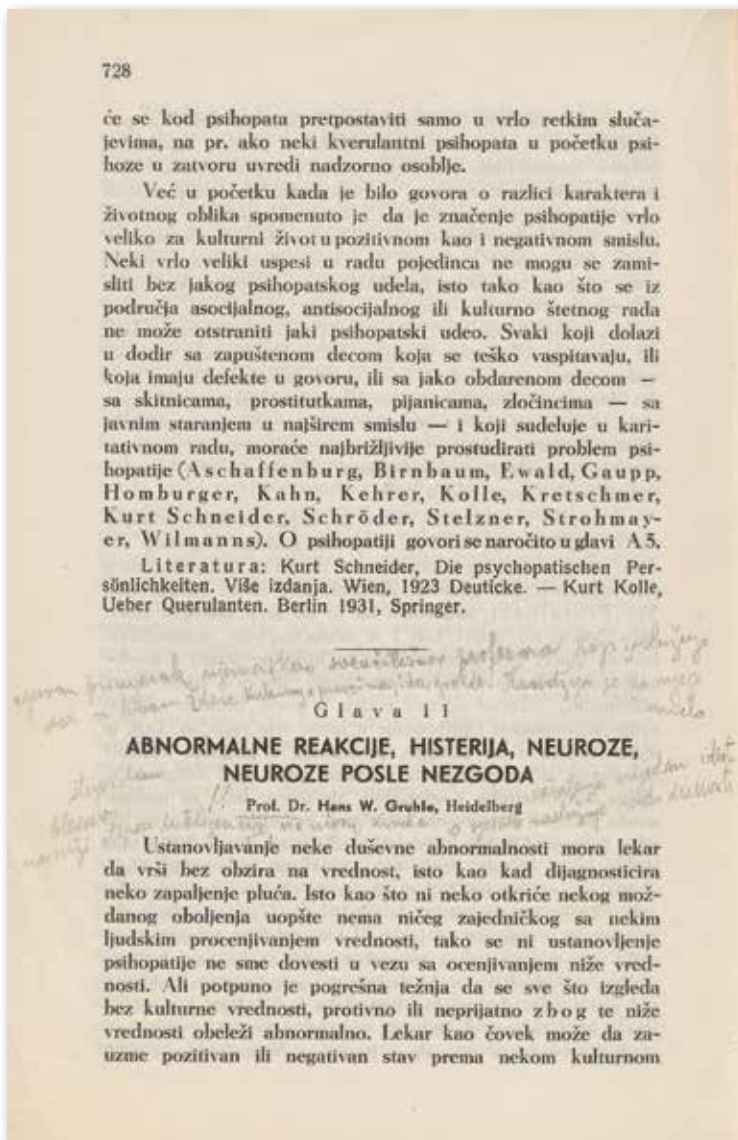 728
će se kod psihopata pretpostaviti samo u vrlo retkim sluča-
jevima, na pr. ako neki kverulantni psihopata u početku psi-
hoze u zatvoru uvredi nadzorno osoblje.
Već u početku kada je bilo govora o razlici karaktera i
životnog oblika spomenuto je da je značenje psihopatije vrlo
veliko za kulturni život u pozitivnom kao i negativnom smislu.
Neki vrlo veliki uspesi u radu pojedinca ne mogu se zami-
sliti bez jakog psihopatskog udela, isto tako kao što se iz
područja asocijalnog, antisocijalnog ili kulturno štetnog rada
ne može otstraniti jaki psihopatski udeo. Svaki koji dolazi
u dodir sa zapuštenom decom koja se teško vaspitavaju, ili
koja imaju defekte u govoru, ili sa jako obdarenom decom —
sa skitnicama, prostitutkama, pijanicama, zločincima — sa
javnim staranjem u najširem smislu — i koji sudeluje u kari-
tativnom radu, moraće najbrižljivije prostudirati problem psi-
hopatije (Aschaffenburg, Birnbaum, Ewald, Gaupp,
Homburger, Kahn, Kehrer, Kolle, Kretschmer,
Kurt Schneider, Schröder, Stelzner, Strohmay-
er, Wilmanns). O psihopatiji govori se naročito u glavi A 5.
Literatura: Kurt Schneider, Die psychopatischen Per-
sönlichkeiten. Više izdanja. Wien, 1923 Deuticke. — Kurt Kolle,
Ueber Querulanten. Berlin 1931, Springer.
primerak profesora
Glava 11
ABNORMALNE REAKCIJE, HISTERIJA, NEUROZE,
NEUROZE POSLE NEZGODA
!!
Prof. Dr. Hans W. Gruhle, Heidelberg
Ustanovljavanje neke duševne abnormalnosti mora lekar
da vrši bez obzira na vrednost, isto kao kad dijagnosticira
neko zapaljenje pluća. Isto kao što ni neko otkriće nekog mož-
danog oboljenja uopšte nema ničeg zajedničkog sa nekim
ljudskim procenjivanjem vrednosti, tako se ni ustanovljenje
psihopatije ne sme dovesti u vezu sa ocenjivanjem niže vred-
nosti. Ali potpuno je pogrešna težnja da se sve što izgleda
bez kulturne vrednosti, protivno ili neprijatno zbog te niže
vrednosti obeleži abnormalno. Lekar kao čovek može da za-
uzme pozitivan ili negativan stav prema nekom kulturnom